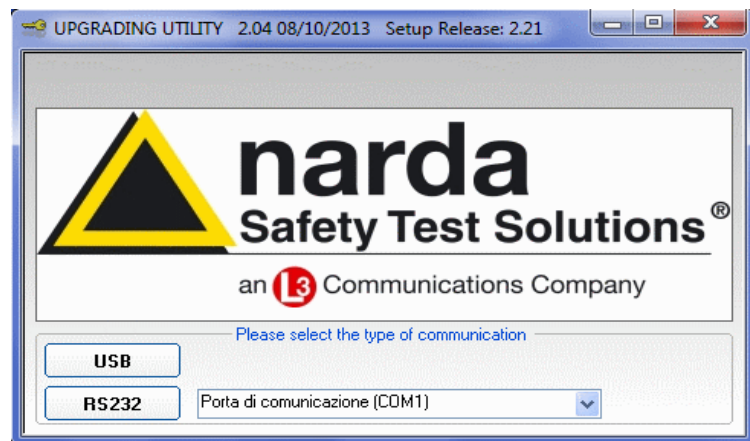 UPGRADING UTILITY 2.04 08/10/2013 Setup Release: 2.21
narda
Safety Test Solutions®
an L3 Communications Company
Please select the type of communication
USB
RS232 Porta di comunicazione (COM1)